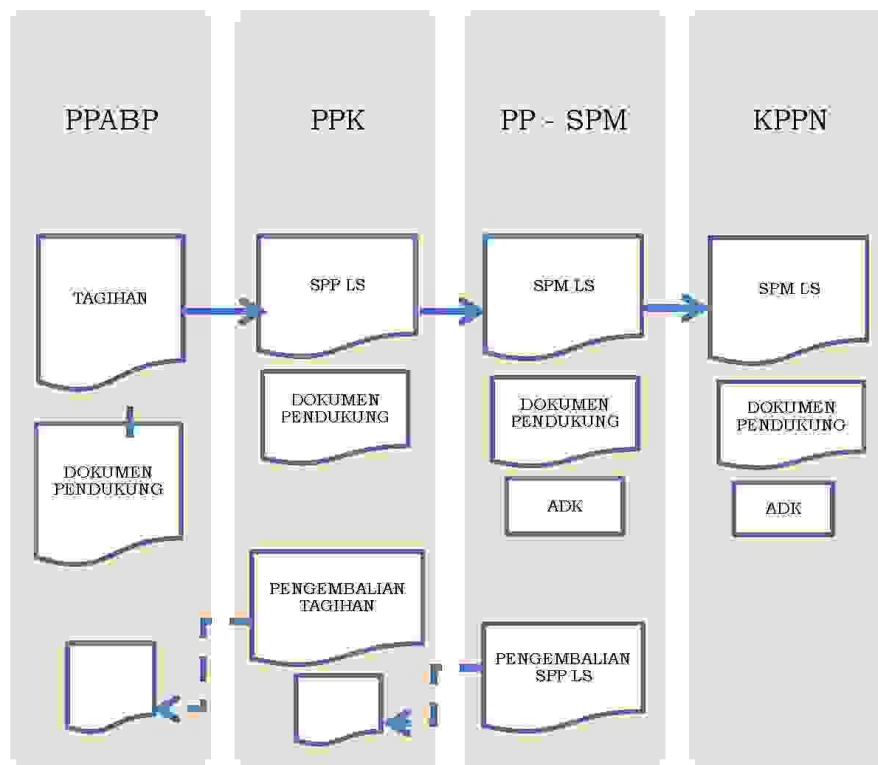 PPABP
PPK
PP - SPM
KPPN
TAGIHAN
SPP LS
SPM LS
SPM LS
DOKUMEN
PENDUKUNG
DOKUMEN
PENDUKUNG
DOKUMEN
PENDUKUNG
DOKUMEN
PENDUKUNG
ADK
ADK
PENGEMBALIAN
TAGIHAN
PENGEMBALIAN
SPP LS